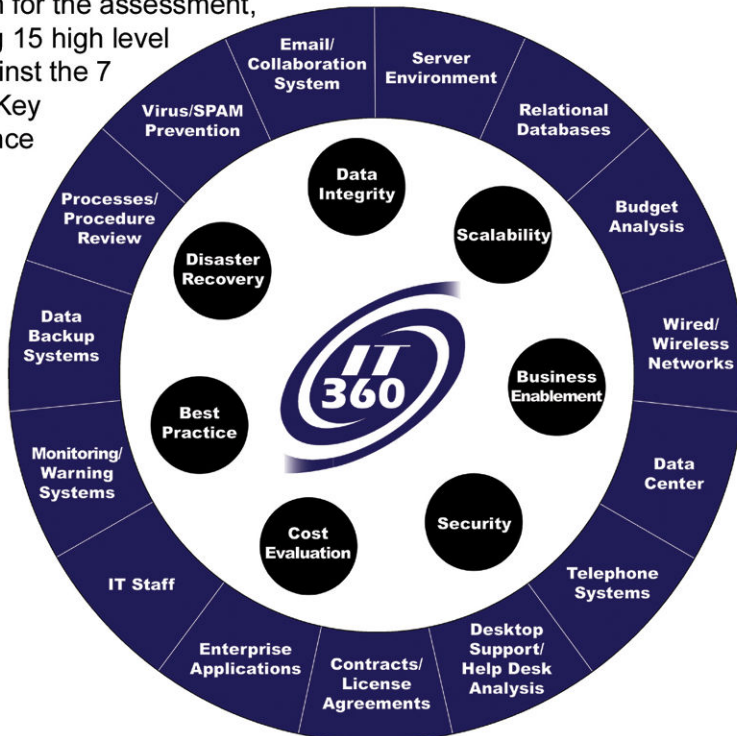 for the assessment,
15 high level
the 7
Key
Email/
Collaboration
System
Server
Environment
Relational
Databases
Budget
Analysis
Wired/
Wireless
Networks
Data
Center
Telephone
Systems
Desktop
Support/
Help Desk
Analysis
Contracts/
License
Agreements
Enterprise
Applications
IT Staff
Monitoring/
Warning
Systems
Data
Backup
Systems
Processes/
Procedure
Review
Virus/SPAM
Prevention
Data
Integrity
Scalability
Business
Enablement
Security
Cost
Evaluation
Best
Practice
Disaster
Recovery
IT
360